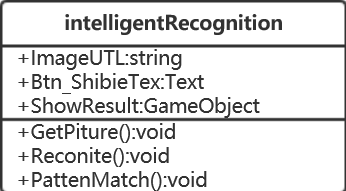 intelligentRecognition
+ImageUTL:string
+Btn_ShibieTex:Text
+ShowResult:GameObject
+GetPiture():void
+Reconite():void
+PattenMatch():void